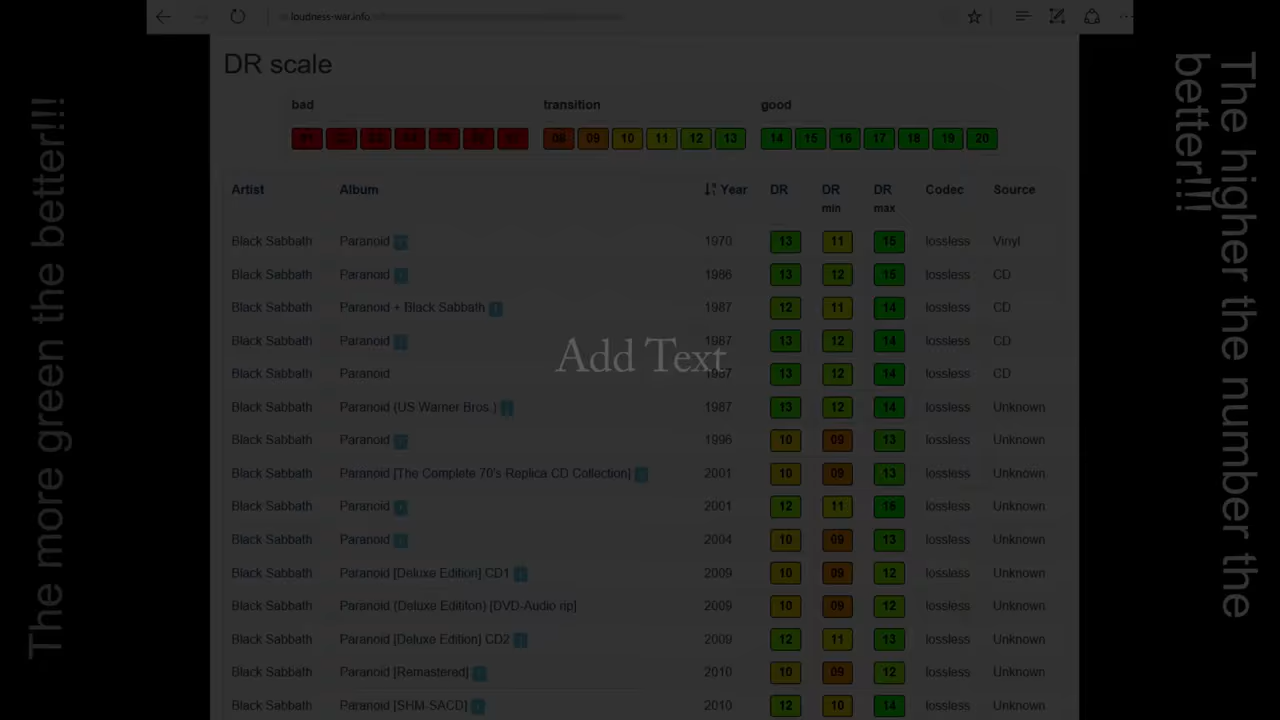 loudness-war.info
DR scale
bad transition good
08 09 10 11 12 13 14 15 16 17 18 19 20
Artist Album Year DR DR min DR max Codec Source
Black Sabbath Paranoid 1970 13 11 15 lossless Vinyl
Black Sabbath Paranoid 1986 13 12 15 lossless CD
Black Sabbath Paranoid + Black Sabbath 1987 12 11 14 lossless CD
Black Sabbath Paranoid 1987 13 12 14 lossless CD
Add Text
Black Sabbath Paranoid 1987 13 12 14 lossless CD
Black Sabbath Paranoid (US Warner Bros.) 1987 13 12 14 lossless Unknown
Black Sabbath Paranoid 1996 10 09 13 lossless Unknown
Black Sabbath Paranoid [The Complete 70's Replica CD Collection] 2001 10 09 13 lossless Unknown
Black Sabbath Paranoid 2001 12 11 15 lossless Unknown
Black Sabbath Paranoid 2004 10 09 13 lossless Unknown
Black Sabbath Paranoid [Deluxe Edition] CD1 2009 10 09 12 lossless Unknown
Black Sabbath Paranoid (Deluxe Edititon) [DVD-Audio rip] 2009 10 09 12 lossless Unknown
Black Sabbath Paranoid [Deluxe Edition] CD2 2009 12 11 13 lossless Unknown
Black Sabbath Paranoid [Remastered] 2010 10 09 12 lossless Unknown
Black Sabbath Paranoid [SHM-SACD] 2010 12 10 14 lossless Unknown
The more green the better!!!
The higher the number the
better!!!